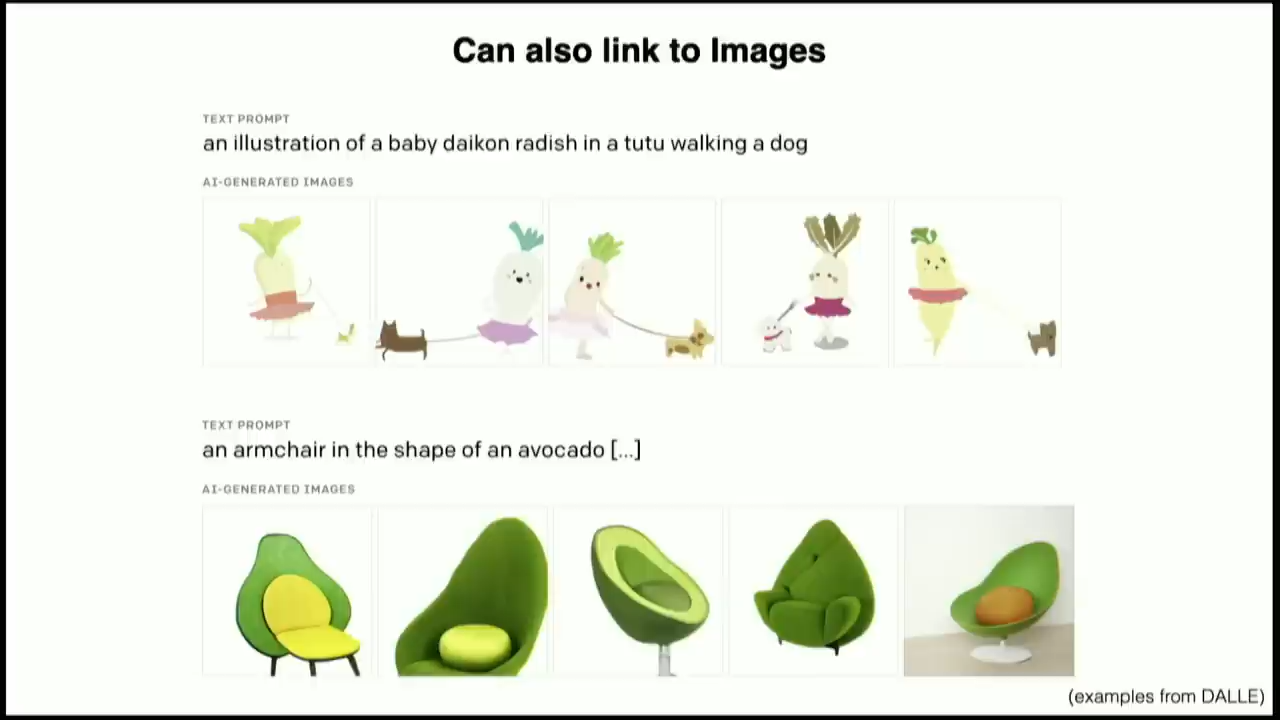 Can also link to Images
TEXT PROMPT
an illustration of a baby daikon radish in a tutu walking a dog
AI-GENERATED IMAGES
TEXT PROMPT
an armchair in the shape of an avocado [...]
AI-GENERATED IMAGES
(examples from DALLE)